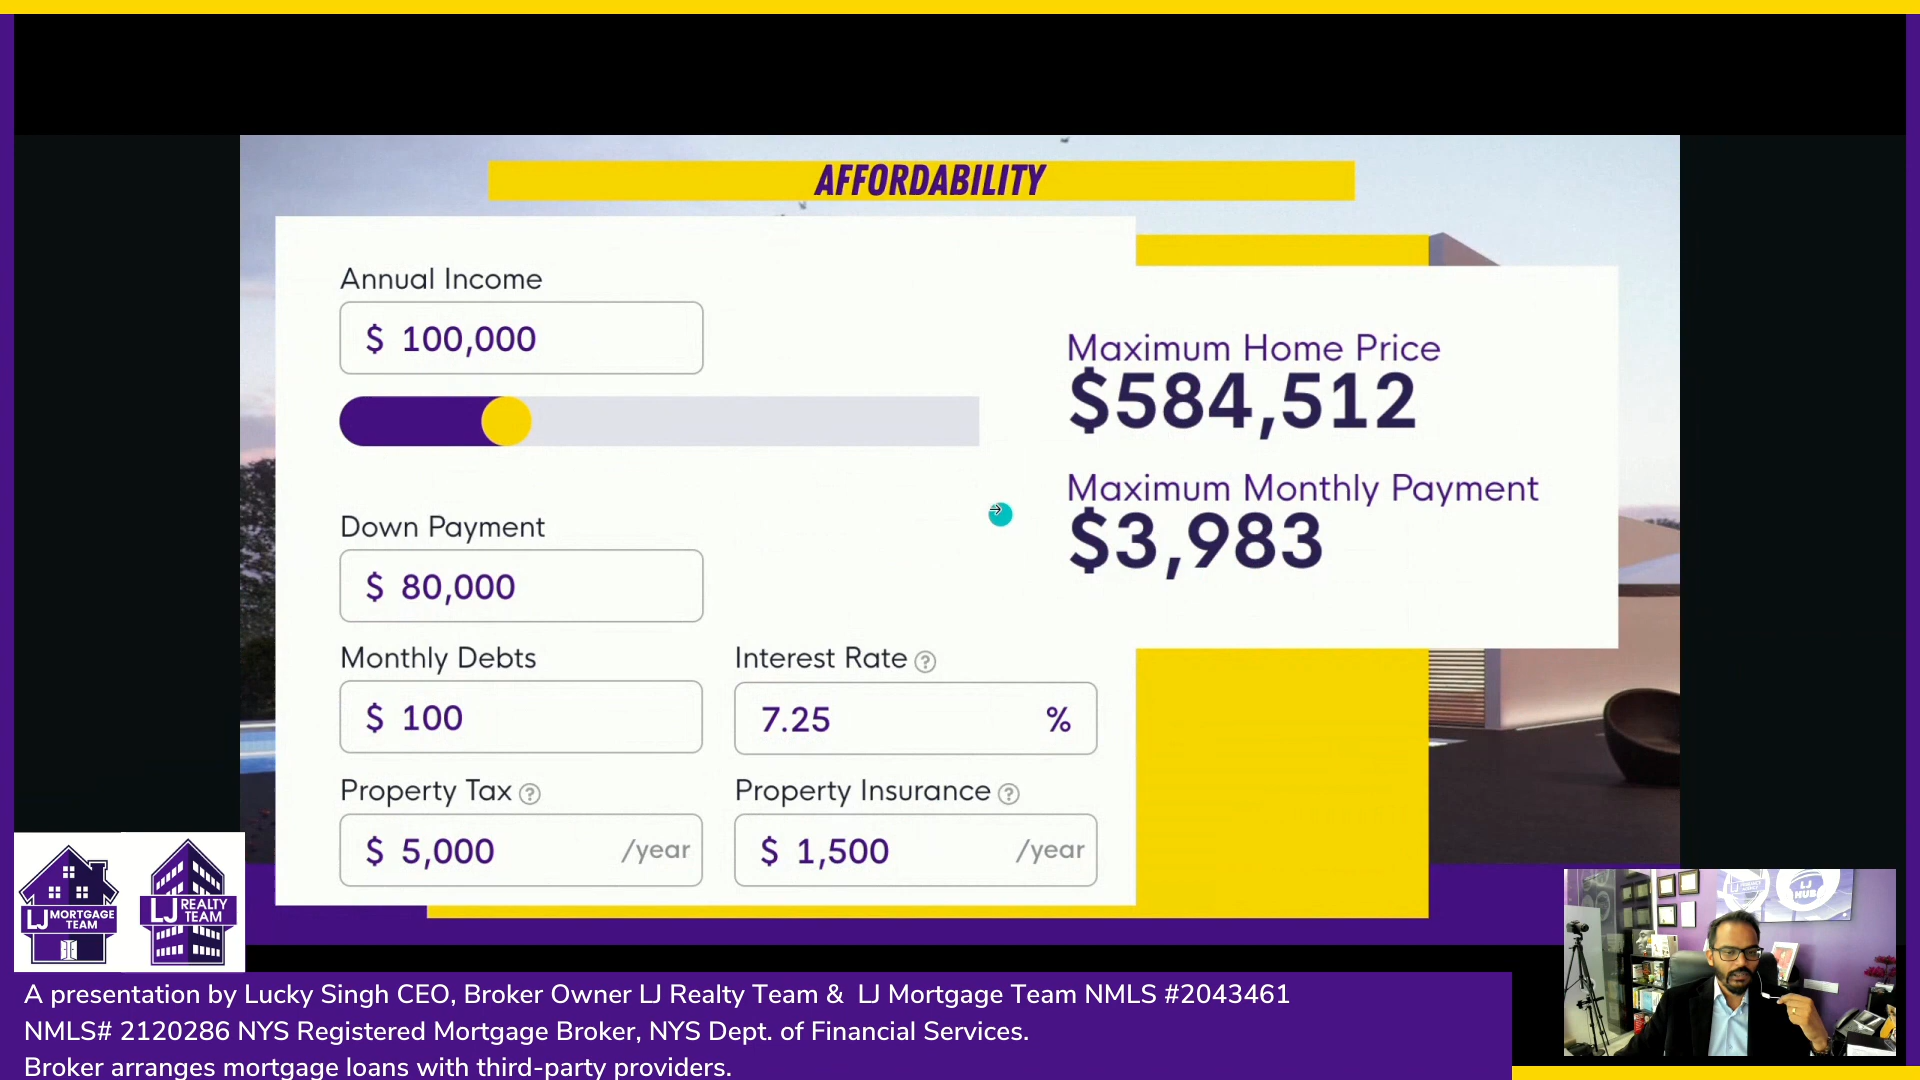 AFFORDABILITY
Annual Income
$ 100,000
Maximum Home Price
$584,512
Maximum Monthly Payment
$3,983
Down Payment
$ 80,000
Monthly Debts
$ 100
Interest Rate ?
7.25 %
Property Tax ?
$ 5,000 /year
Property Insurance ?
$ 1,500 /year
LJ MORTGAGE
TEAM
LJ REALTY
TEAM
LJ
HUB
A presentation by Lucky Singh CEO, Broker Owner LJ Realty Team & LJ Mortgage Team NMLS #2043461
NMLS# 2120286 NYS Registered Mortgage Broker, NYS Dept. of Financial Services.
Broker arranges mortgage loans with third-party providers.